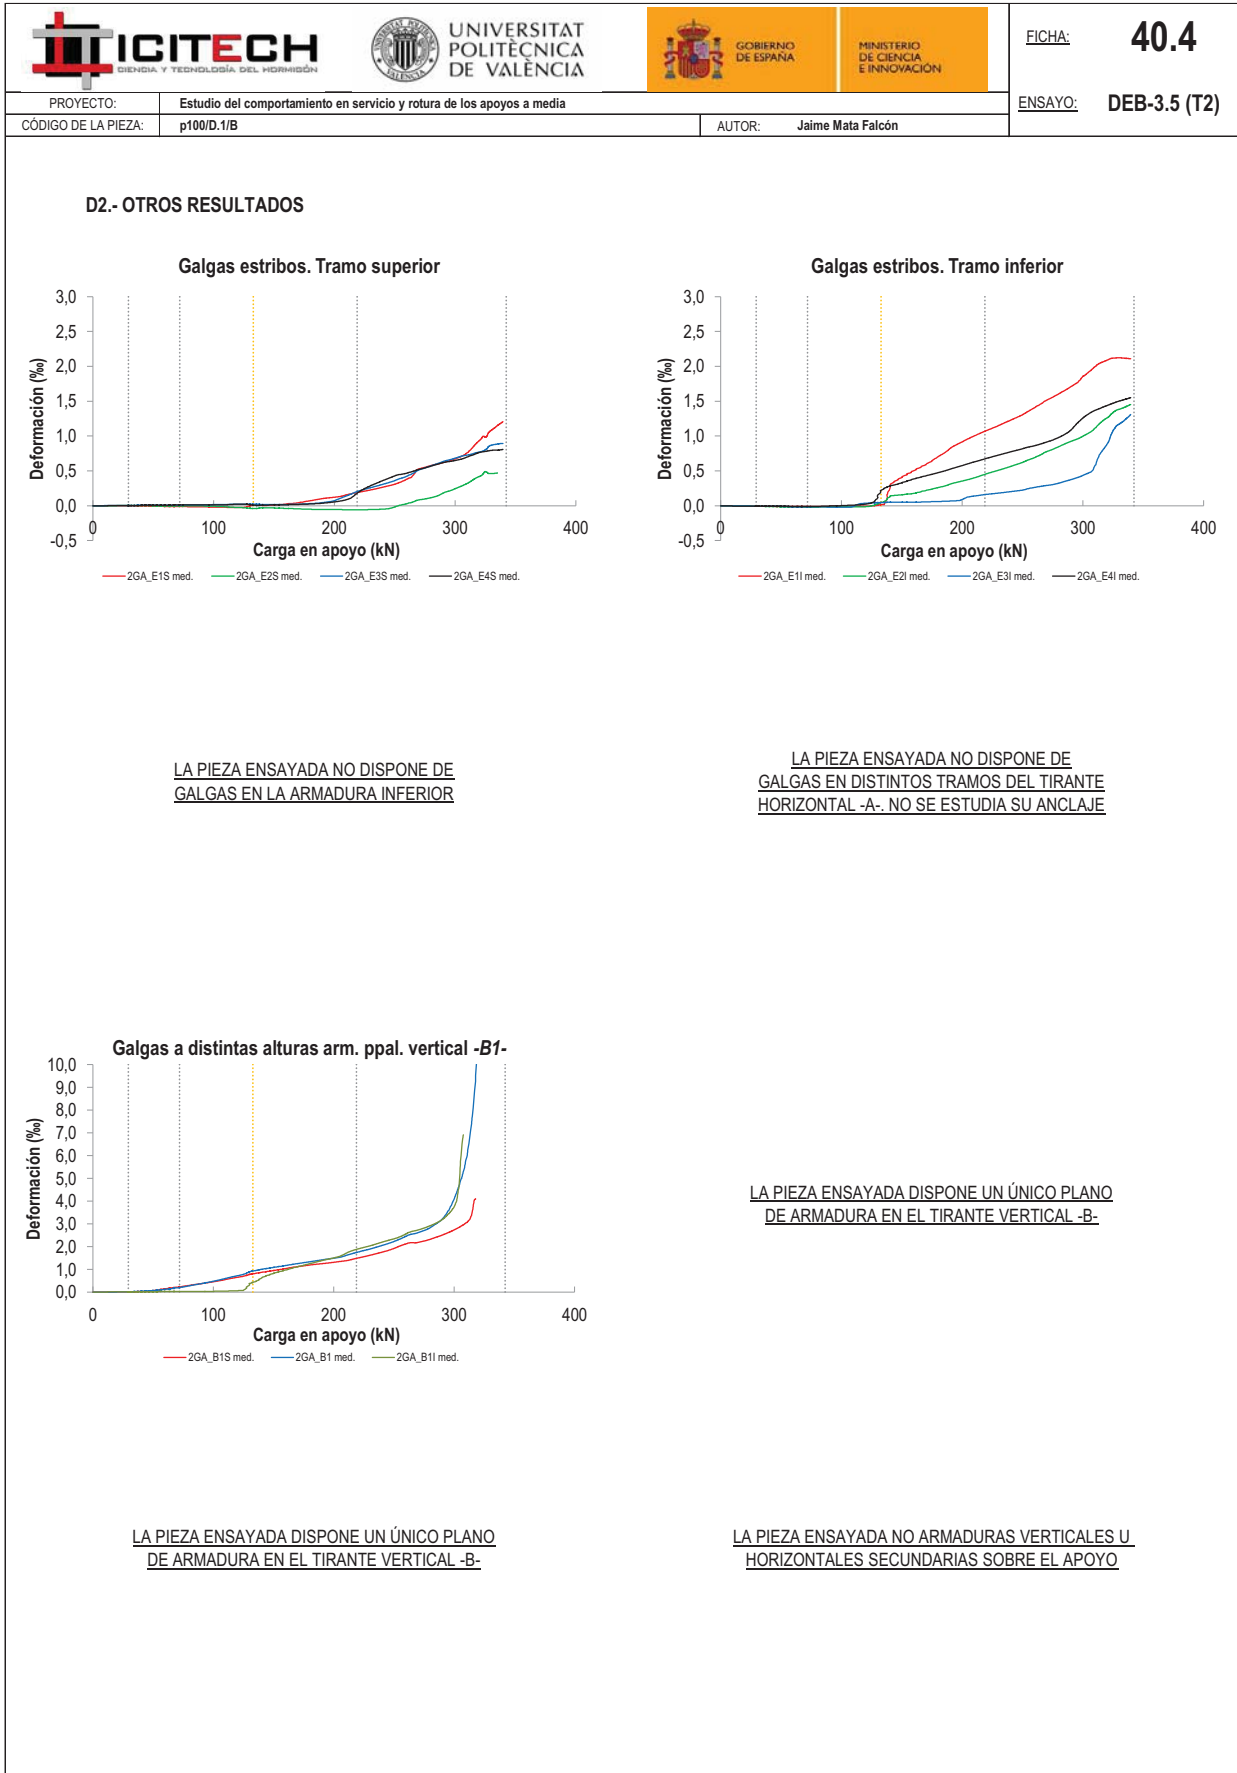 ICITECH
CIENCIA Y TECNOLOGÍA DEL HORMIGÓN
UNIVERSITAT
POLITÈCNICA
DE VALÈNCIA
GOBIERNO
DE ESPAÑA
MINISTERIO
DE CIENCIA
E INNOVACIÓN
FICHA: 40.4
ENSAYO: DEB-3.5 (T2)
PROYECTO: Estudio del comportamiento en servicio y rotura de los apoyos a media
CÓDIGO DE LA PIEZA: p100/D.1/B AUTOR: Jaime Mata Falcón
D2.- OTROS RESULTADOS
Galgas estribos. Tramo superior
3,0
2,5
2,0
1,5
1,0
0,5
0,0
-0,5
Deformación (‰)
0 100 200 300 400
Carga en apoyo (kN)
2GA_E1S med. 2GA_E2S med. 2GA_E3S med. 2GA_E4S med.
Galgas estribos. Tramo inferior
3,0
2,5
2,0
1,5
1,0
0,5
0,0
-0,5
Deformación (‰)
0 100 200 300 400
Carga en apoyo (kN)
2GA_E1I med. 2GA_E2I med. 2GA_E3I med. 2GA_E4I med.
LA PIEZA ENSAYADA NO DISPONE DE
GALGAS EN LA ARMADURA INFERIOR
LA PIEZA ENSAYADA NO DISPONE DE
GALGAS EN DISTINTOS TRAMOS DEL TIRANTE
HORIZONTAL -A-. NO SE ESTUDIA SU ANCLAJE
Galgas a distintas alturas arm. ppal. vertical -B1-
10,0
9,0
8,0
7,0
6,0
5,0
4,0
3,0
2,0
1,0
0,0
Deformación (‰)
0 100 200 300 400
Carga en apoyo (kN)
2GA_B1S med. 2GA_B1 med. 2GA_B1I med.
LA PIEZA ENSAYADA DISPONE UN ÚNICO PLANO
DE ARMADURA EN EL TIRANTE VERTICAL -B-
LA PIEZA ENSAYADA DISPONE UN ÚNICO PLANO
DE ARMADURA EN EL TIRANTE VERTICAL -B-
LA PIEZA ENSAYADA NO ARMADURAS VERTICALES U
HORIZONTALES SECUNDARIAS SOBRE EL APOYO